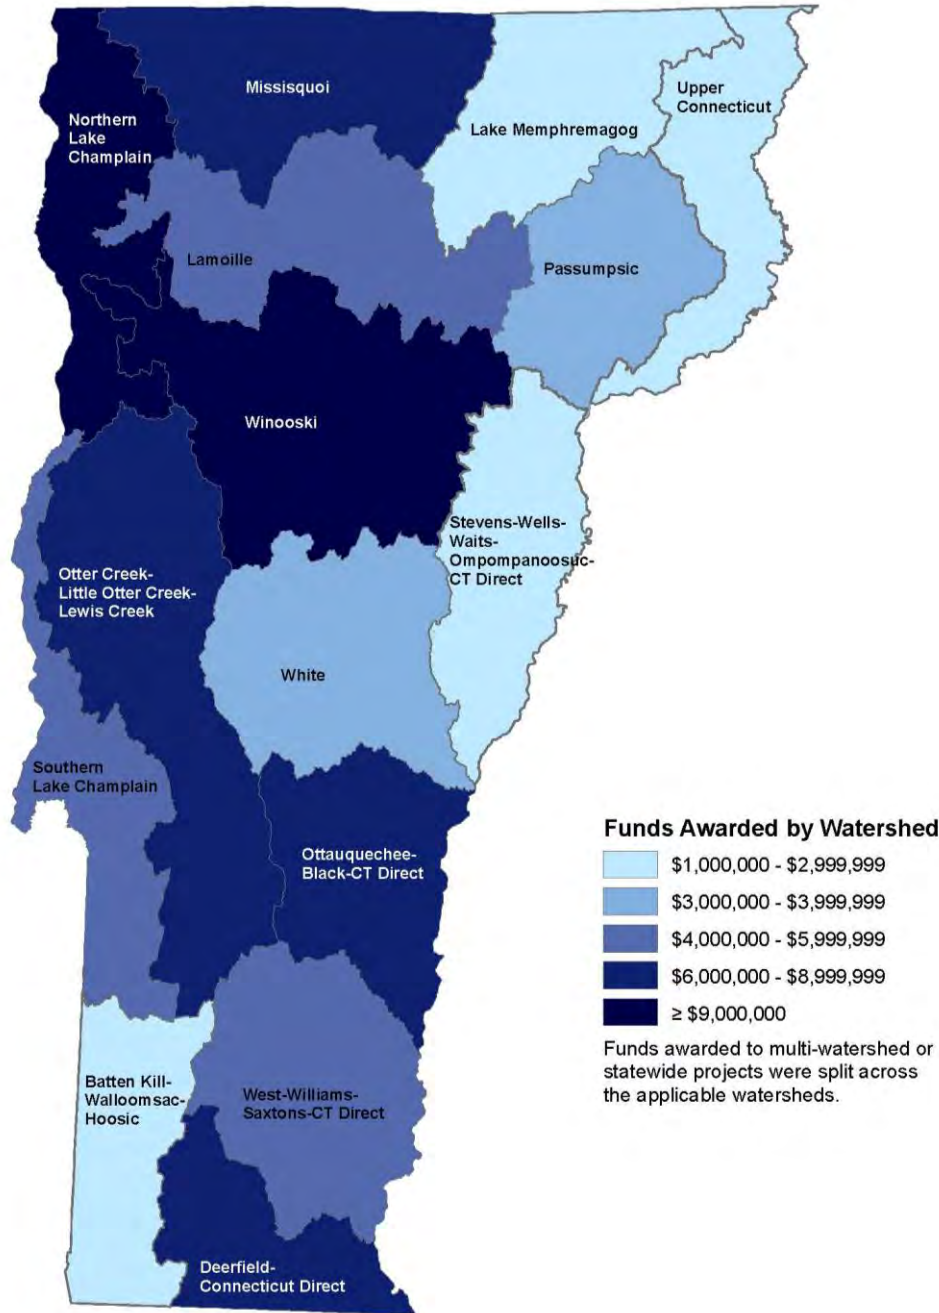 Missisquoi
Upper
Connecticut
Northern
Lake
Champlain
Lake Memphremagog
Lamoille
Passumpsic
Winooski
Stevens-Wells-
Waits-
Ompompanoosuc-
CT Direct
Otter Creek-
Little Otter Creek-
Lewis Creek
White
Southern
Lake Champlain
Ottauquechee-
Black-CT Direct
Batten Kill-
Walloomsac-
Hoosic
West-Williams-
Saxtons-CT Direct
Deerfield-
Connecticut Direct
Funds Awarded by Watershed
$1,000,000 - $2,999,999
$3,000,000 - $3,999,999
$4,000,000 - $5,999,999
$6,000,000 - $8,999,999
≥ $9,000,000
Funds awarded to multi-watershed or
statewide projects were split across
the applicable watersheds.